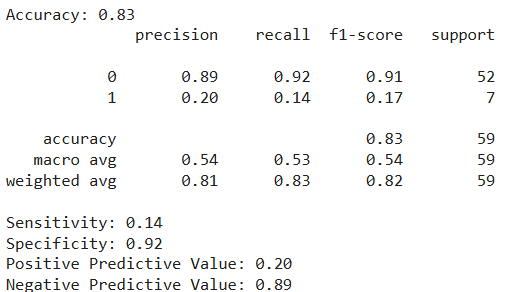 Accuracy: 0.83
precision recall f1-score support
0 0.89 0.92 0.91 52
1 0.20 0.14 0.17 7
accuracy 0.83 59
macro avg 0.54 0.53 0.54 59
weighted avg 0.81 0.83 0.82 59
Sensitivity: 0.14
Specificity: 0.92
Positive Predictive Value: 0.20
Negative Predictive Value: 0.89